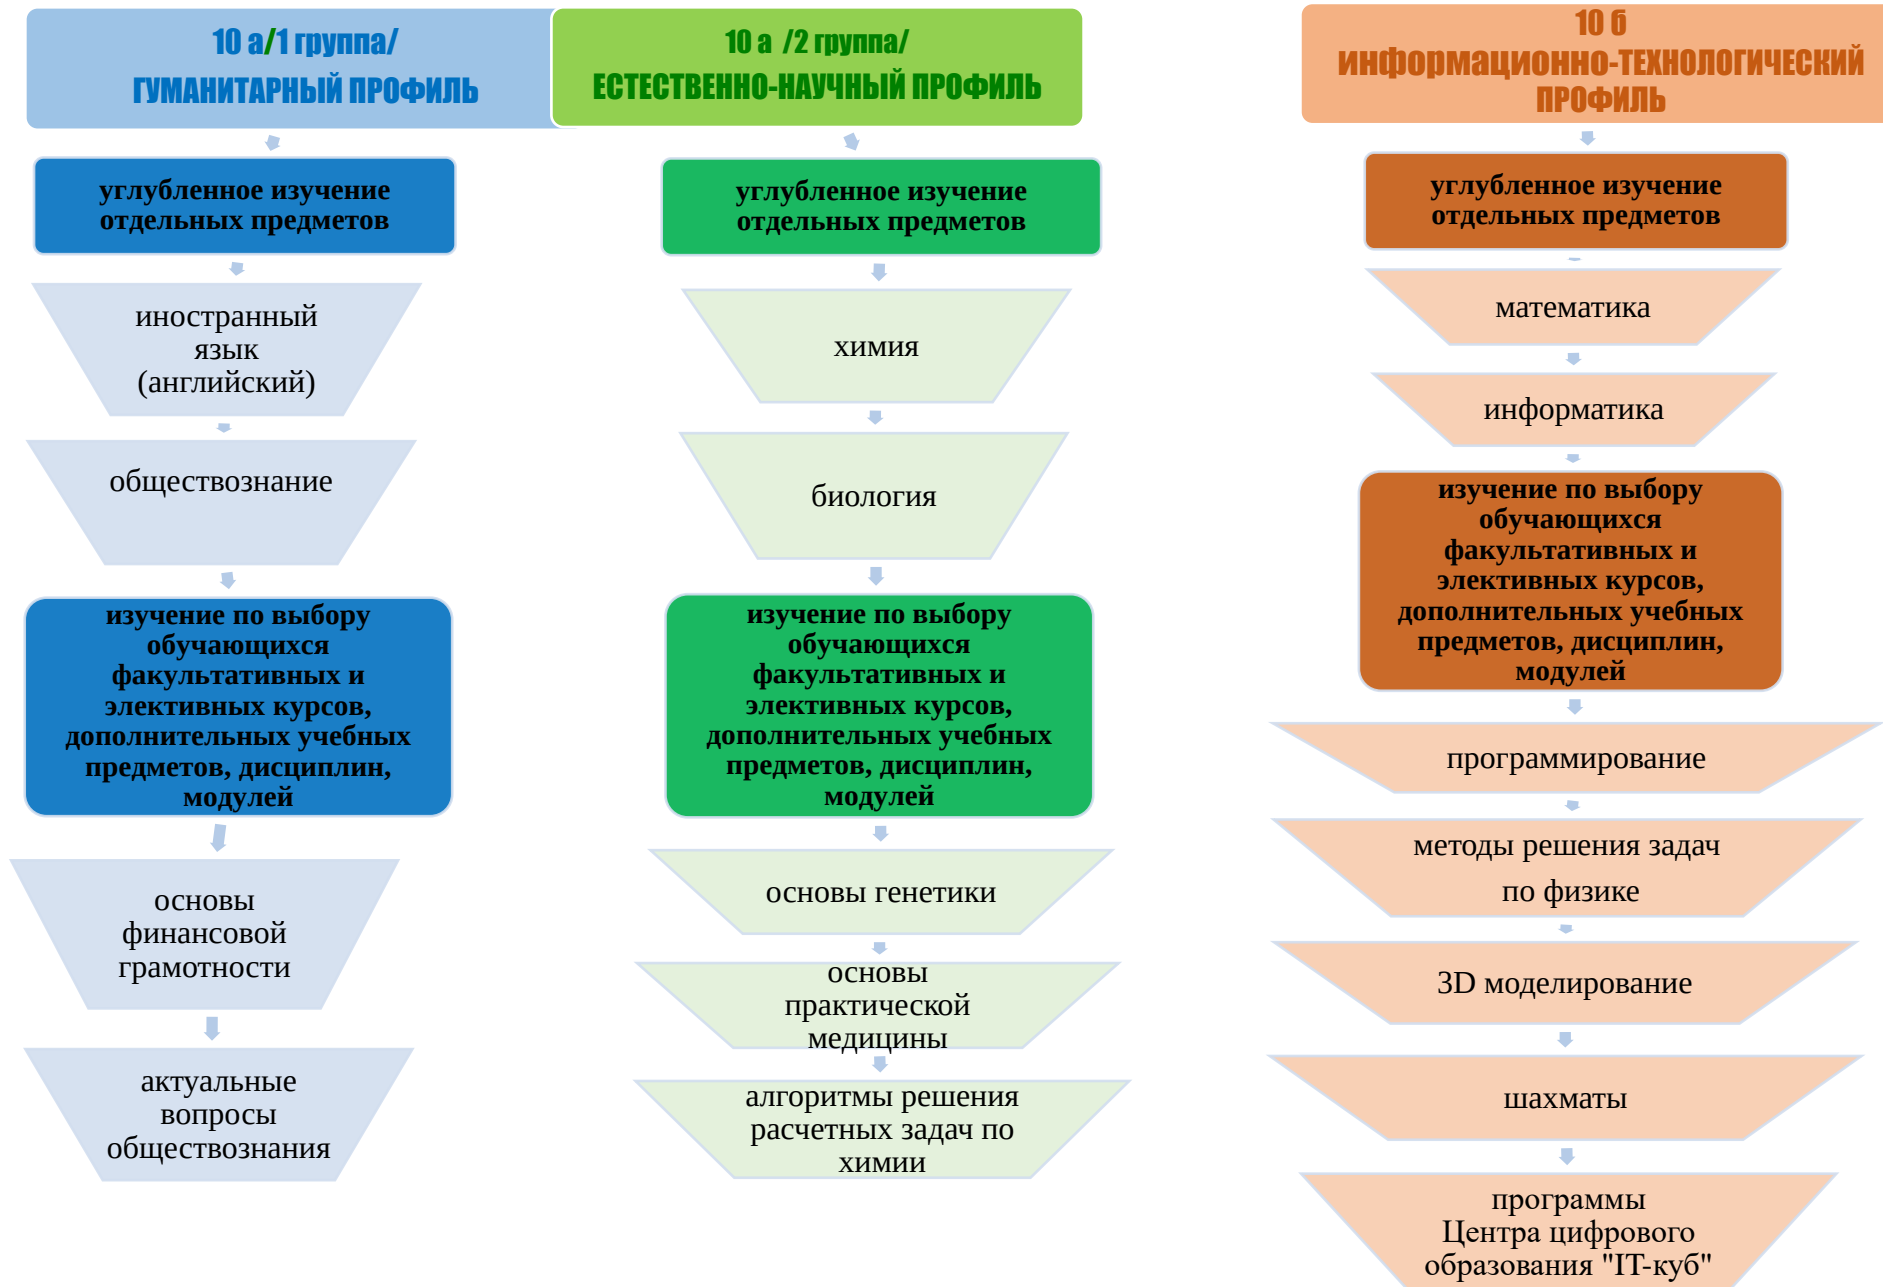 10 а/1 группа/
ГУМАНИТАРНЫЙ ПРОФИЛЬ
углубленное изучение
отдельных предметов
иностранный
язык
(английский)
обществознание
изучение по выбору
обучающихся
факультативных и
элективных курсов,
дополнительных учебных
предметов, дисциплин,
модулей
основы
финансовой
грамотности
актуальные
вопросы
обществознания
10 а /2 группа/
ЕСТЕСТВЕННО-НАУЧНЫЙ ПРОФИЛЬ
углубленное изучение
отдельных предметов
химия
биология
изучение по выбору
обучающихся
факультативных и
элективных курсов,
дополнительных учебных
предметов, дисциплин,
модулей
основы генетики
основы
практической
медицины
алгоритмы решения
расчетных задач по
химии
10 б
информационно-ТЕХНОЛОГИЧЕСКИЙ
ПРОФИЛЬ
углубленное изучение
отдельных предметов
математика
информатика
изучение по выбору
обучающихся
факультативных и
элективных курсов,
дополнительных учебных
предметов, дисциплин,
модулей
программирование
методы решения задач
по физике
3D моделирование
шахматы
программы
Центра цифрового
образования "IT-куб"